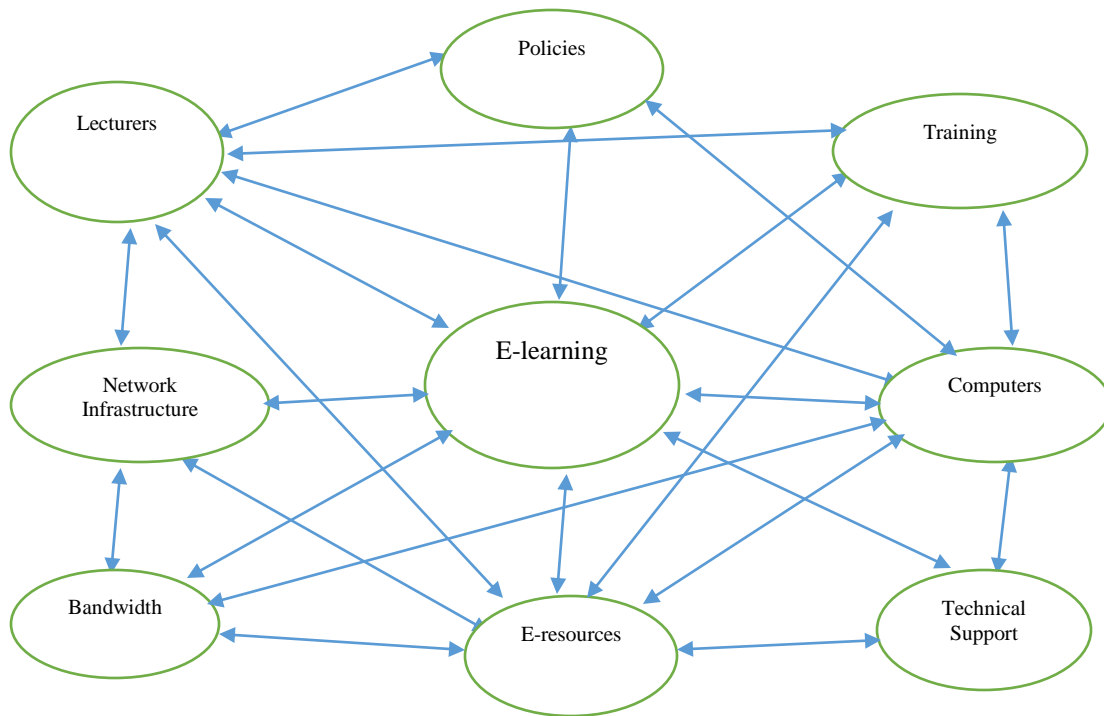 Policies
Lecturers
Training
E-learning
Network
Infrastructure
Computers
Bandwidth
E-resources
Technical
Support